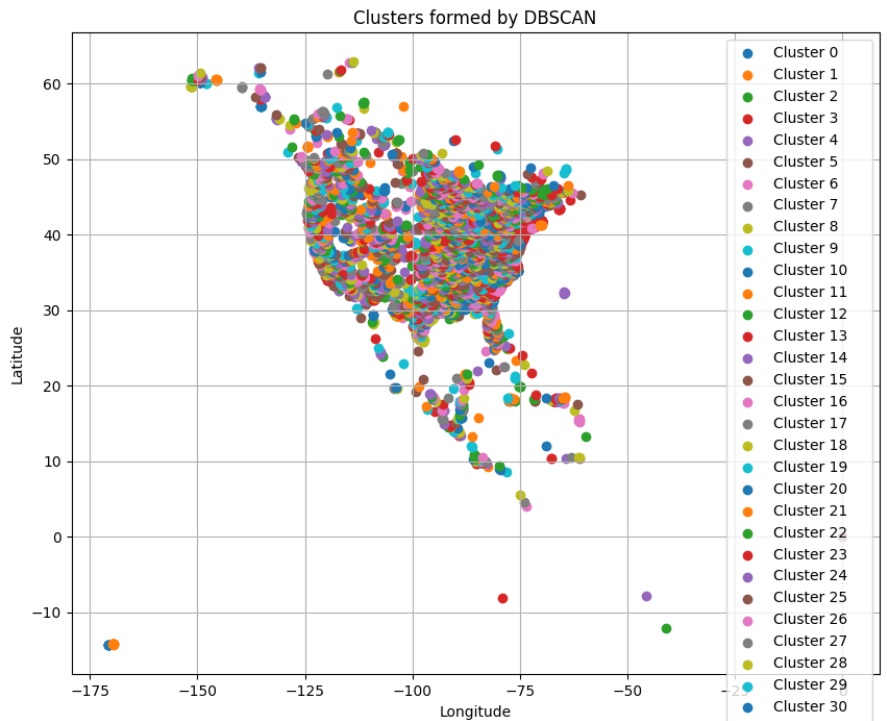 Clusters formed by DBSCAN
60
50
40
30
20
10
0
−10
Latitude
−175
−150
−125
−100
−75
−50
−25
0
Longitude
Cluster 0
Cluster 1
Cluster 2
Cluster 3
Cluster 4
Cluster 5
Cluster 6
Cluster 7
Cluster 8
Cluster 9
Cluster 10
Cluster 11
Cluster 12
Cluster 13
Cluster 14
Cluster 15
Cluster 16
Cluster 17
Cluster 18
Cluster 19
Cluster 20
Cluster 21
Cluster 22
Cluster 23
Cluster 24
Cluster 25
Cluster 26
Cluster 27
Cluster 28
Cluster 29
Cluster 30